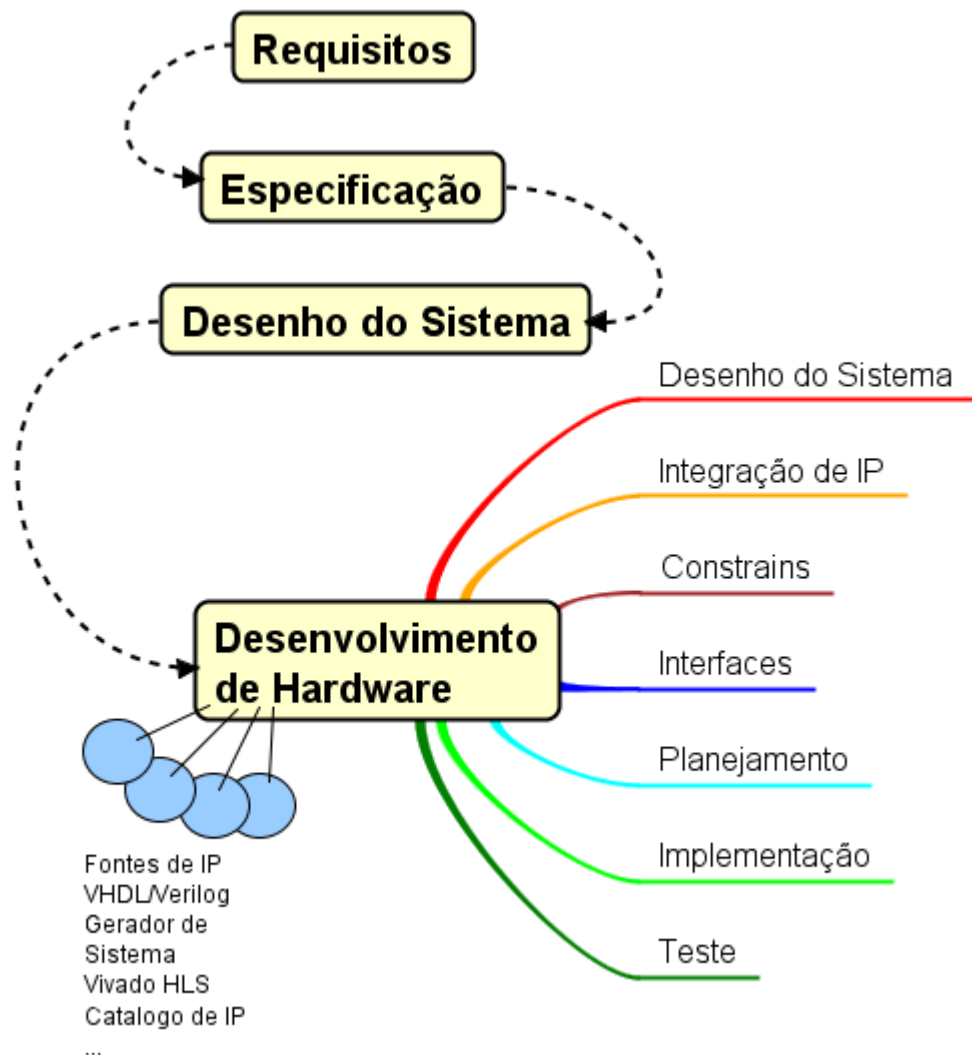 Requisitos
Especificação
Desenho do Sistema
Desenho do Sistema
Integração de IP
Constrains
Desenvolvimento
de Hardware
Interfaces
Planejamento
Implementação
Teste
Fontes de IP
VHDL/Verilog
Gerador de
Sistema
Vivado HLS
Catalogo de IP
...